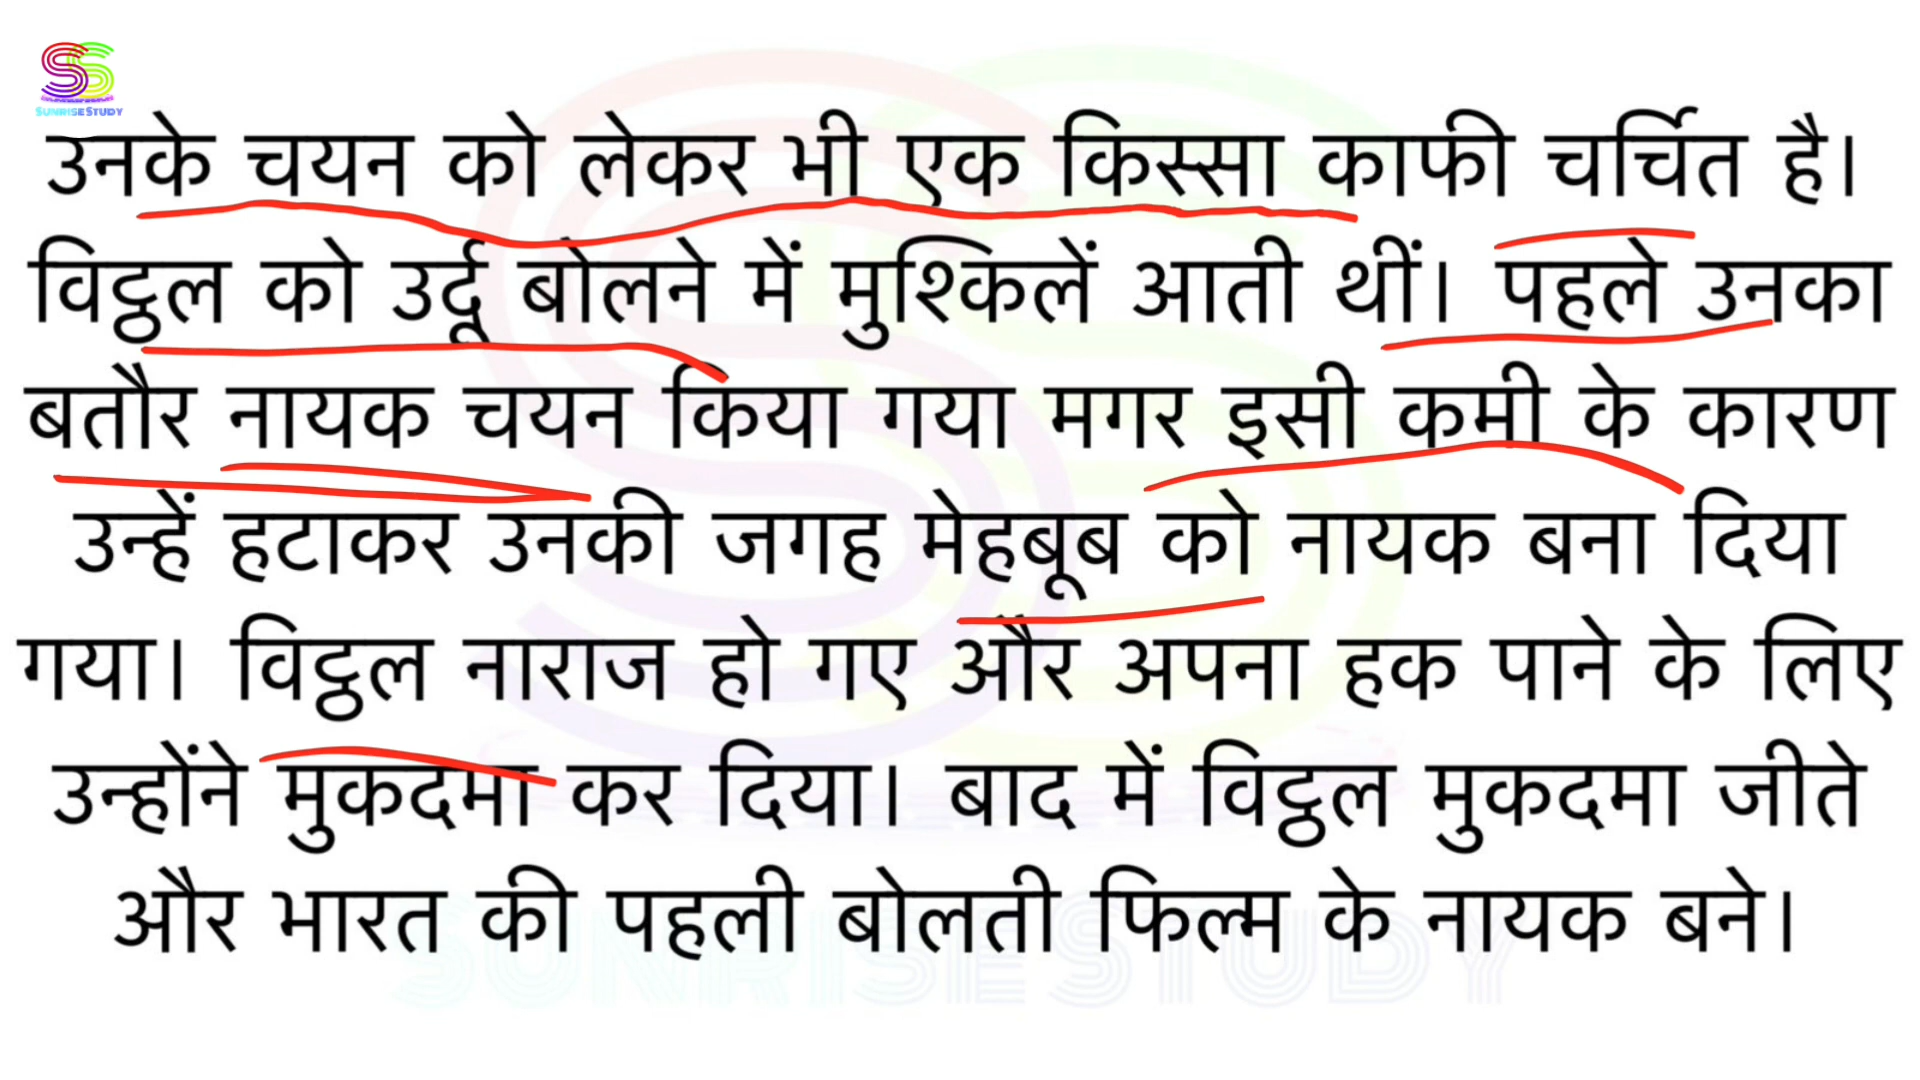 SUNRISESTUDY
उनके चयन को लेकर भी एक किस्सा काफी चर्चित है।
विट्ठल को उर्दू बोलने में मुश्किलें आती थीं। पहले उनका
बतौर नायक चयन किया गया मगर इसी कमी के कारण
उन्हें हटाकर उनकी जगह मेहबूब को नायक बना दिया
गया। विट्ठल नाराज हो गए और अपना हक पाने के लिए
उन्होंने मुकदमा कर दिया। बाद में विट्ठल मुकदमा जीते
और भारत की पहली बोलती फिल्म के नायक बने।
SUNRISESTUDY